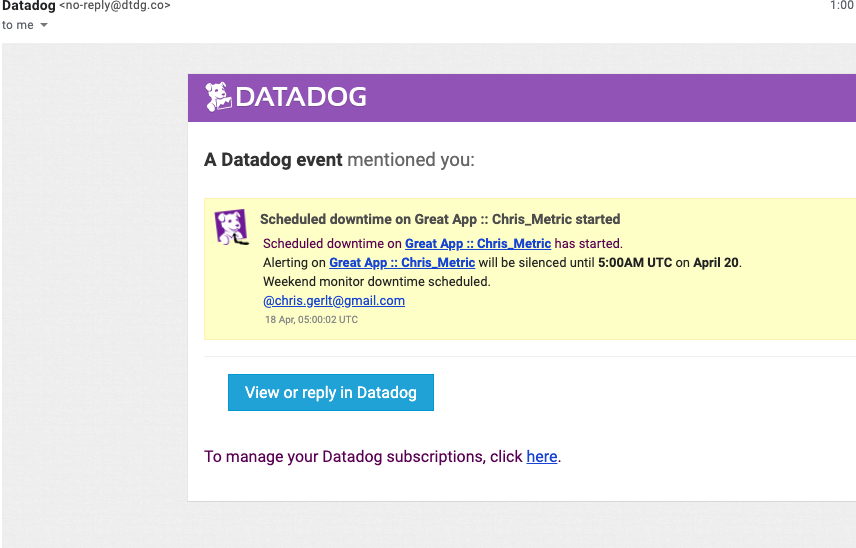 Datadog <no-reply@dtdg.co> 1:00
to me
DATADOG
A Datadog event mentioned you:
Scheduled downtime on Great App :: Chris_Metric started
Scheduled downtime on Great App :: Chris_Metric has started.
Alerting on Great App :: Chris_Metric will be silenced until 5:00AM UTC on April 20.
Weekend monitor downtime scheduled.
@chris.gerlt@gmail.com
18 Apr, 05:00:02 UTC
View or reply in Datadog
To manage your Datadog subscriptions, click here.